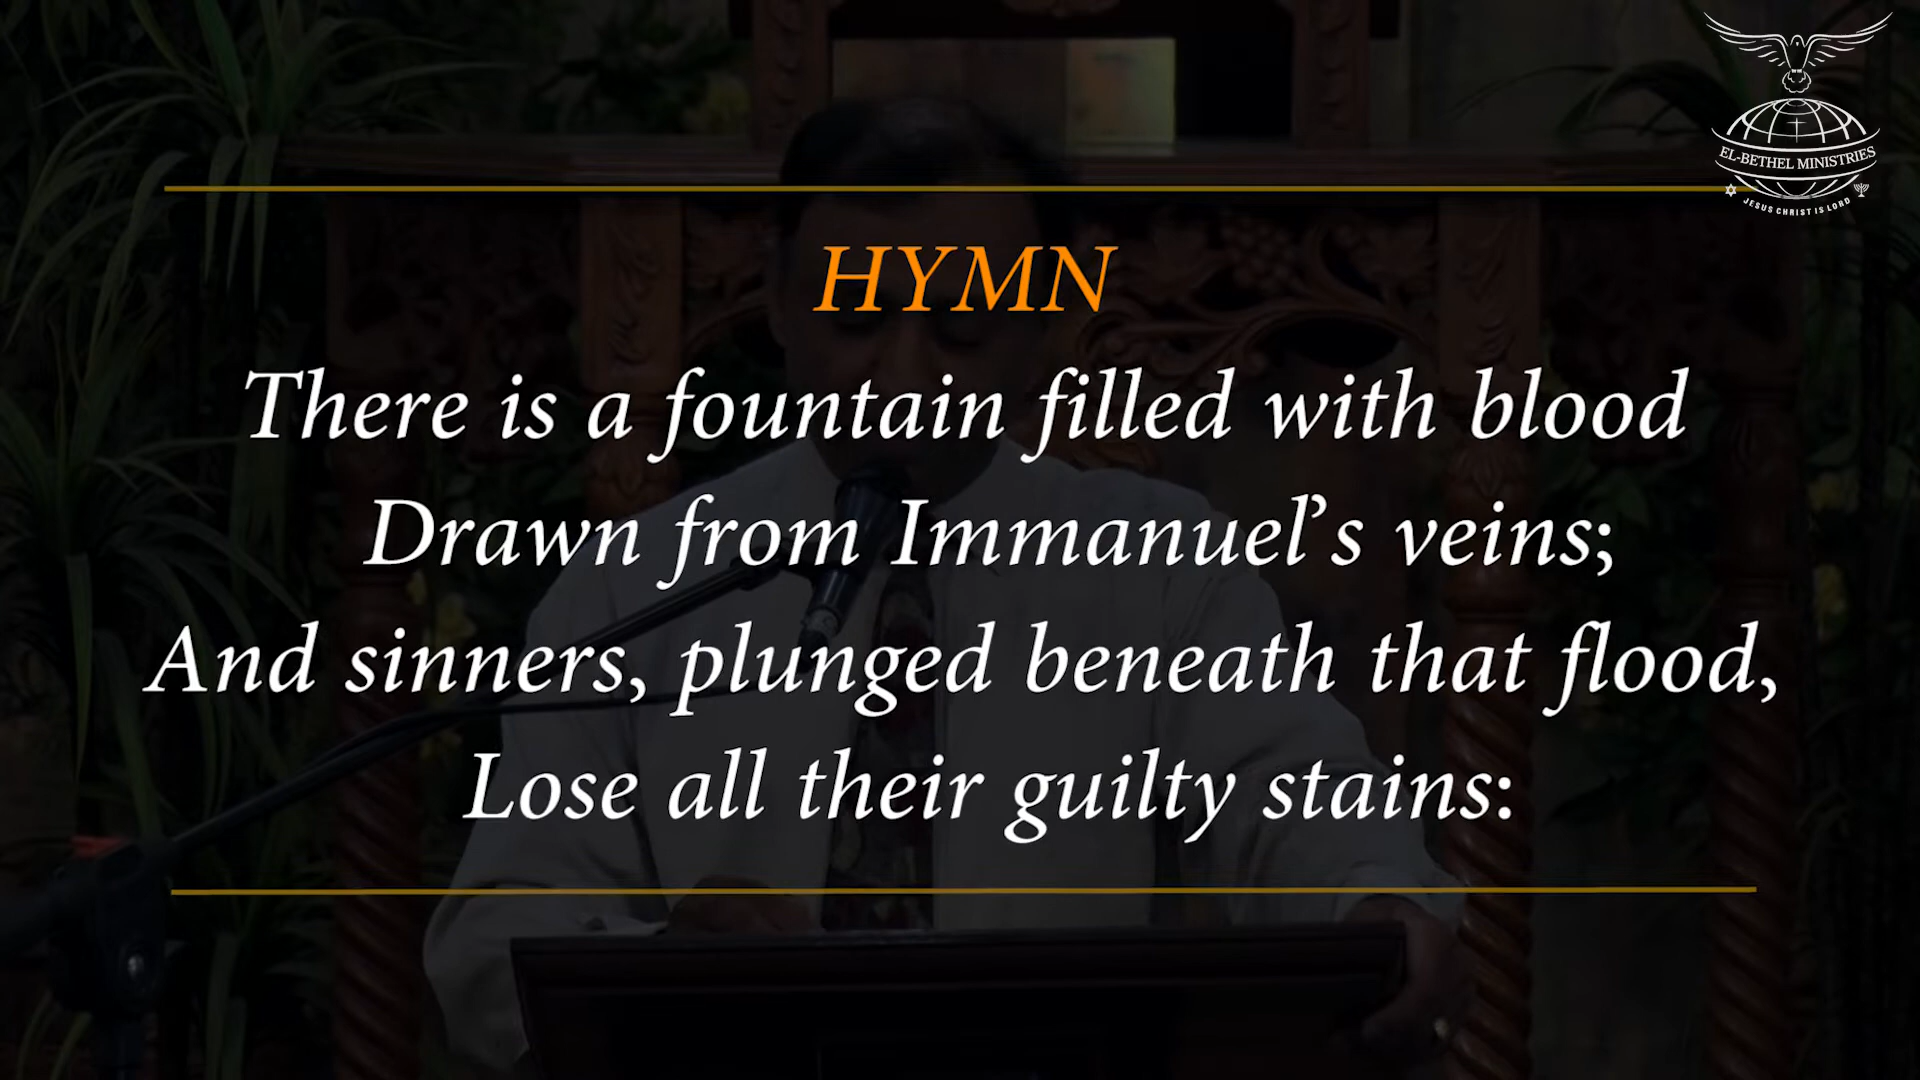 EL-BETHEL MINISTRIES
JESUS CHRIST IS LORD
HYMN
There is a fountain filled with blood
Drawn from Immanuel’s veins;
And sinners, plunged beneath that flood,
Lose all their guilty stains: